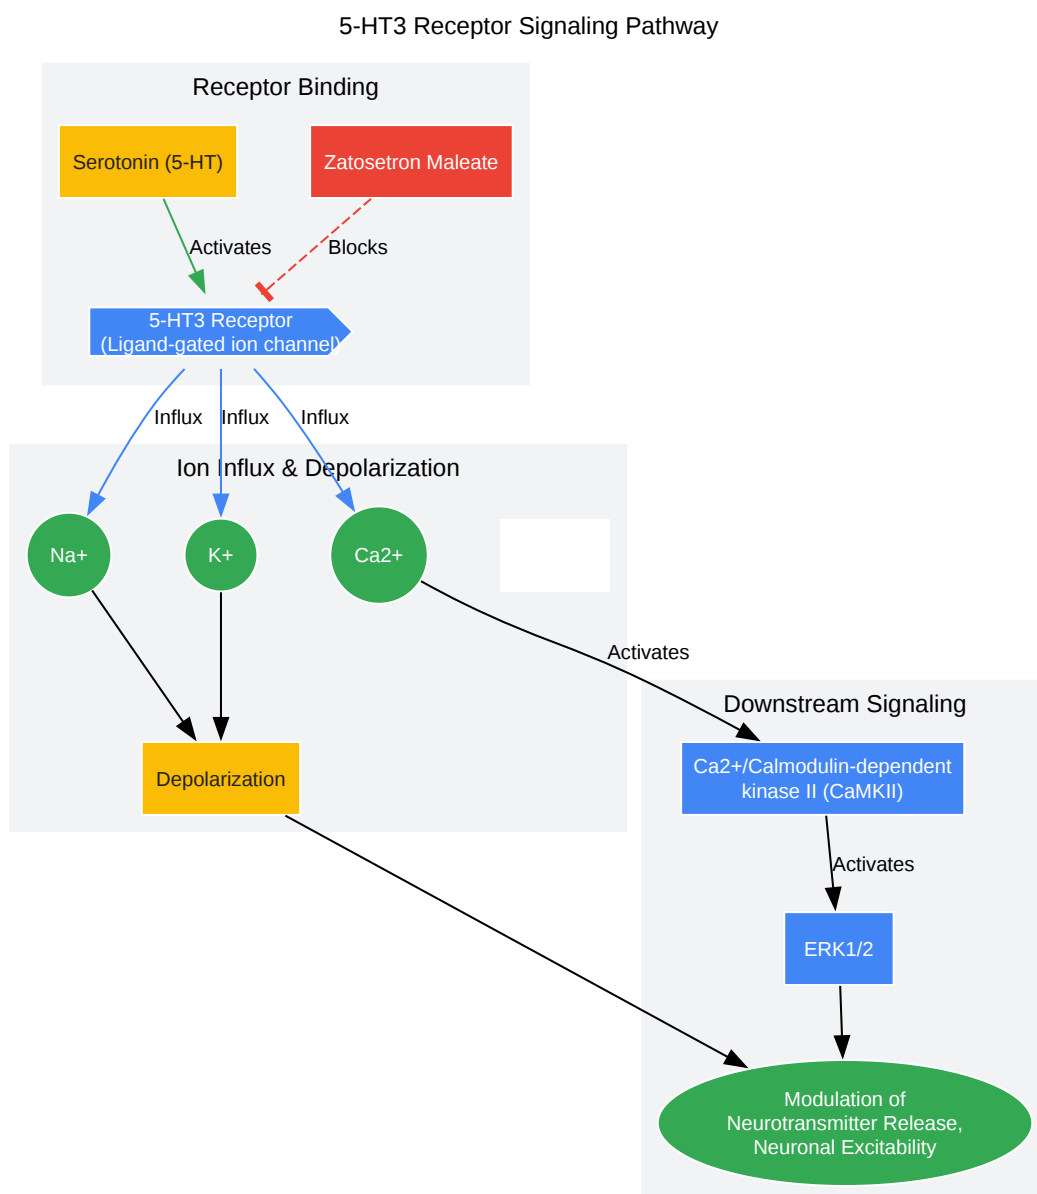 5-HT3 Receptor Signaling Pathway
Receptor Binding
Serotonin (5-HT)
Zatosetron Maleate
Activates
Blocks
5-HT3 Receptor
(Ligand-gated ion channel)
Influx
Influx
Influx
Ion Influx & Depolarization
Na+
K+
Ca2+
Activates
Downstream Signaling
Depolarization
Ca2+/Calmodulin-dependent
kinase II (CaMKII)
Activates
ERK1/2
Modulation of
Neurotransmitter Release,
Neuronal Excitability